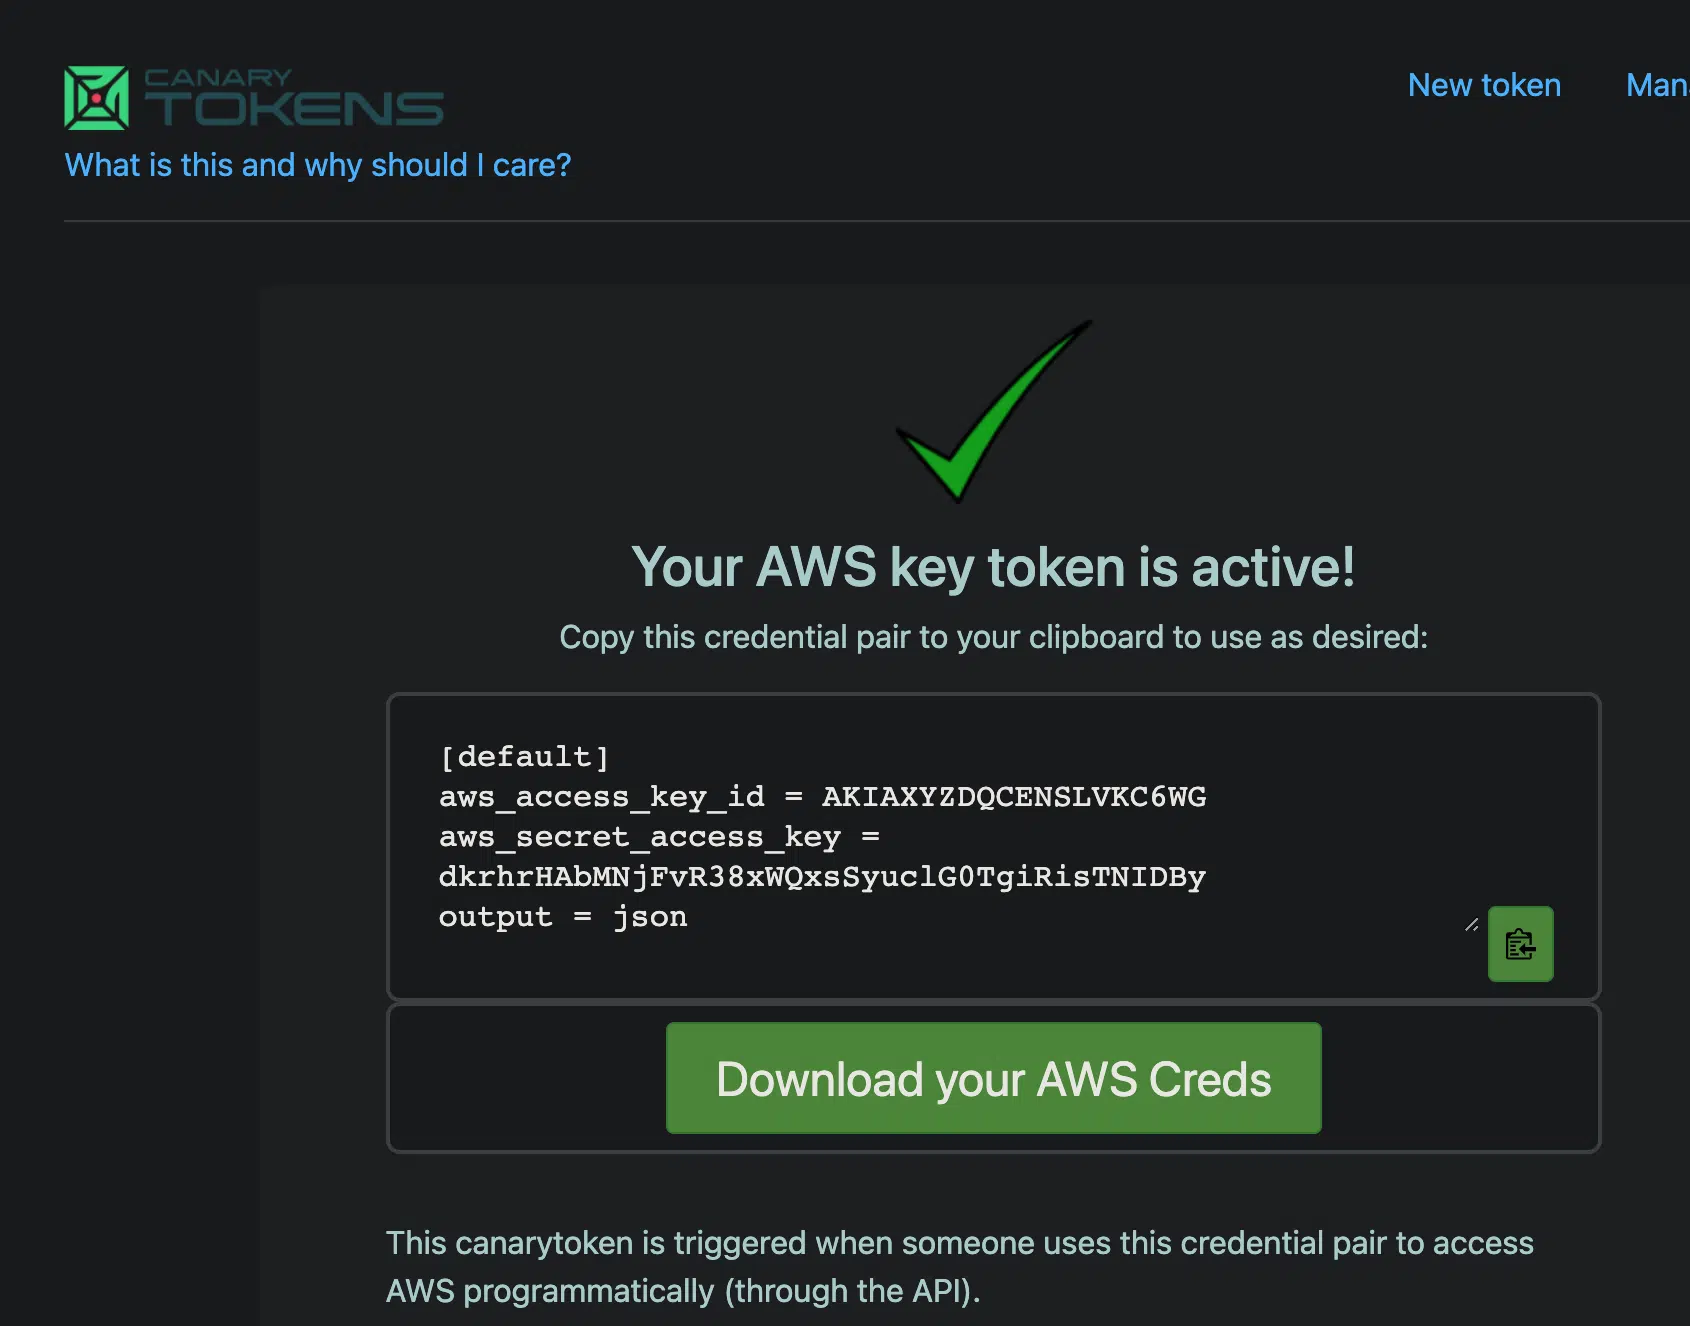 CANARY
TOKENS
New token
What is this and why should I care?
Your AWS key token is active!
Copy this credential pair to your clipboard to use as desired:
[default]
aws_access_key_id = AKIAXYZDQCENSLVKC6WG
aws_secret_access_key =
dkrhrHAbMNjFvR38xWQxsSyuclG0TgiRisTNIDBy
output = json
Download your AWS Creds
This canarytoken is triggered when someone uses this credential pair to access
AWS programmatically (through the API).